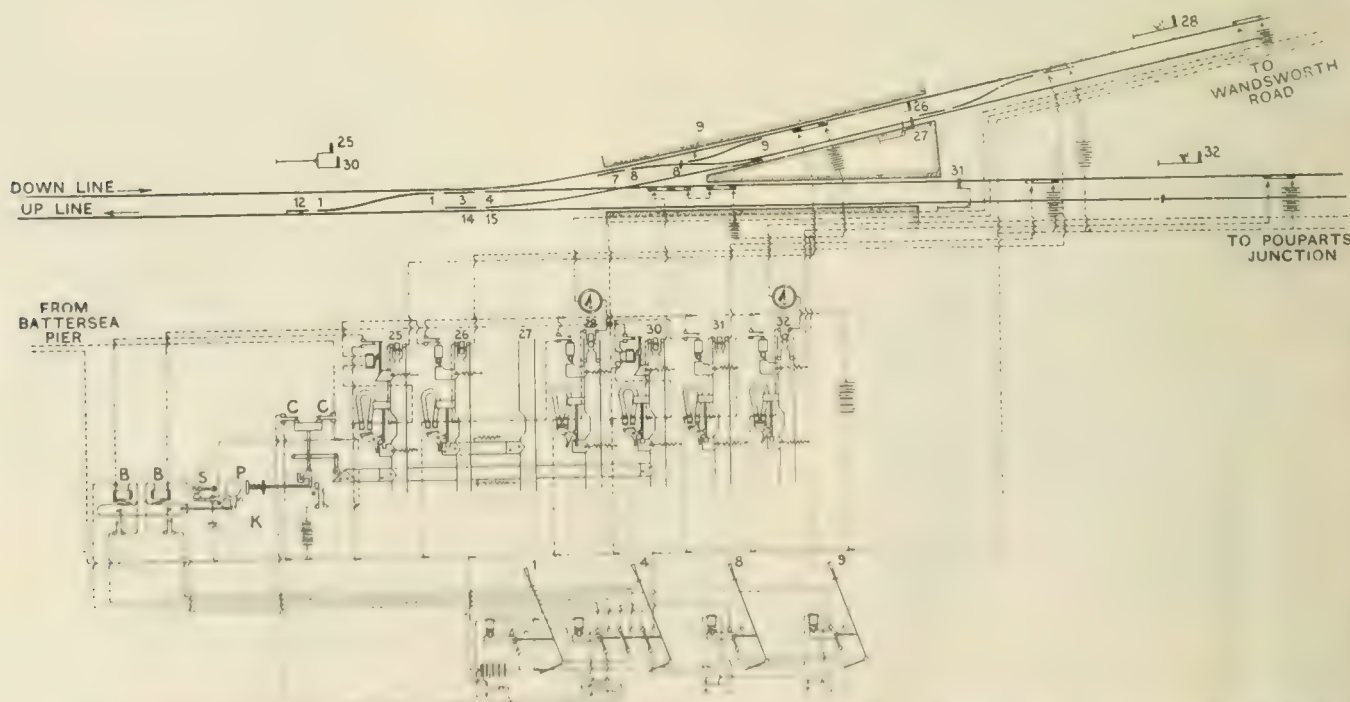 28
TO
WANDSWORTH
ROAD
26
9
9
27
25
30
7 8 8
32
31
DOWN LINE
UP LINE
12 1 1 3 4
14 15
TO POUPARTS
JUNCTION
FROM
BATTERSEA
PIER
25 26 27 28 30 31 32
C C
B B S P
K
1 4 8 9